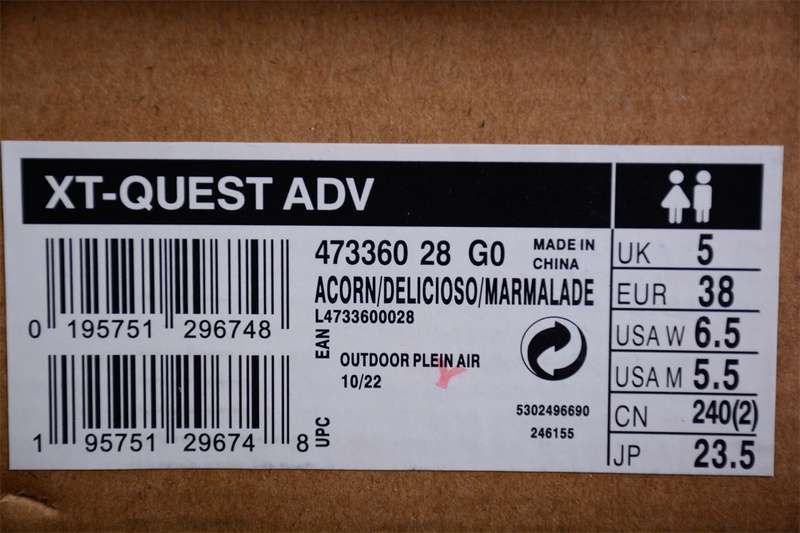 XT-QUEST ADV
0 195751 296748
1 95751 29674 8
EAN
UPC
473360 28 G0
MADE IN
CHINA
ACORN/DELICIOSO/MARMALADE
L4733600028
OUTDOOR PLEIN AIR
10/22
5302496690
246155
UK 5
EUR 38
USA W 6.5
USA M 5.5
CN 240(2)
JP 23.5